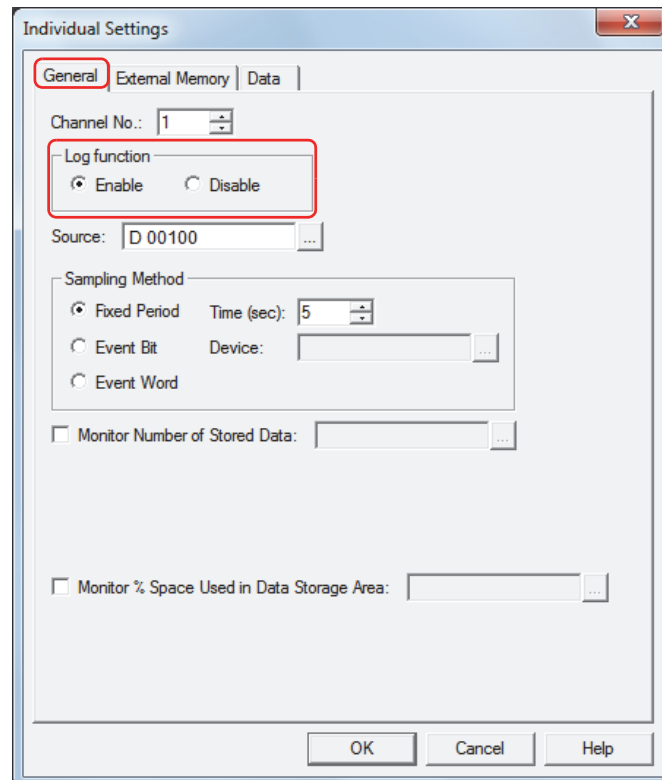 Individual Settings
General External Memory Data
Channel No.: 1
Log function
Enable Disable
Source: D 00100 ...
Sampling Method
Fixed Period Time (sec): 5
Event Bit Device: ...
Event Word
Monitor Number of Stored Data: ...
Monitor % Space Used in Data Storage Area: ...
OK Cancel Help